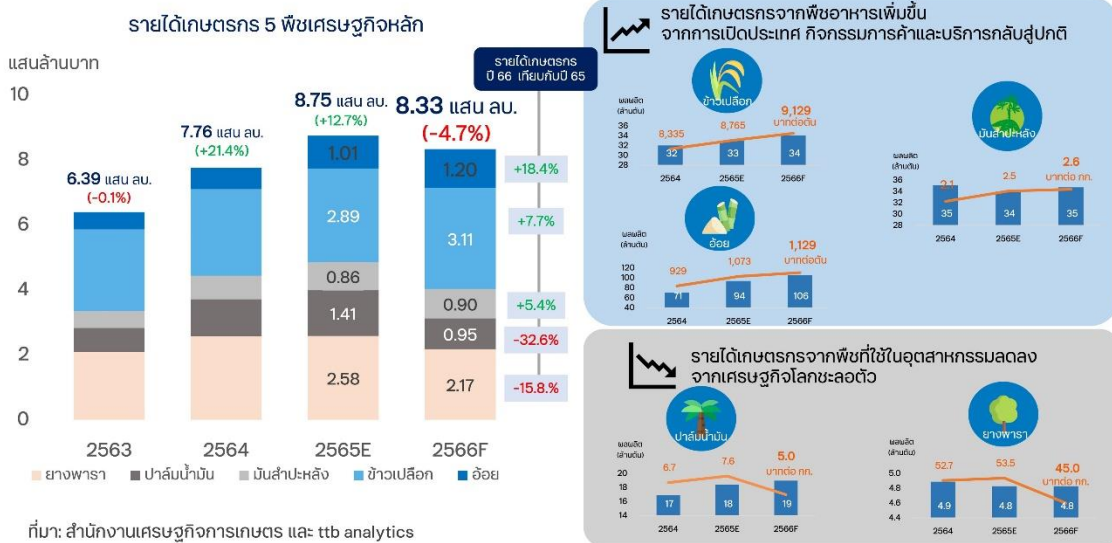 รายได้เกษตรกร 5 พืชเศรษฐกิจหลัก
แสนล้านบาท
รายได้เกษตรกร
ปี 66 เทียบกับปี 65
10
8
6
4
2
0
6.39 แสน ลบ.
(-0.1%)
7.76 แสน ลบ.
(+21.4%)
8.75 แสน ลบ.
(+12.7%)
8.33 แสน ลบ.
(-4.7%)
1.01
2.89
0.86
1.41
2.58
1.20
3.11
0.90
0.95
2.17
+18.4%
+7.7%
+5.4%
-32.6%
-15.8.%
2563 2564 2565E 2566F
ยางพารา ปาล์มน้ำมัน มันสำปะหลัง ข้าวเปลือก อ้อย
ที่มา: สำนักงานเศรษฐกิจการเกษตร และ ttb analytics
รายได้เกษตรกรจากพืชอาหารเพิ่มขึ้น
จากการเปิดประเทศ กิจกรรมการค้าและบริการกลับสู่ปกติ
ข้าวเปลือก
ผลผลิต
(ล้านตัน)
36
34
32
30
28
8,335 8,765 9,129
บาทต่อตัน
32 33 34
2564 2565E 2566F
มันสำปะหลัง
ผลผลิต
(ล้านตัน)
36
34
32
30
28
2.1 2.5 2.6
บาทต่อ กก.
35 34 35
2564 2565E 2566F
อ้อย
ผลผลิต
(ล้านตัน)
120
100
80
60
40
929 1,073 1,129
บาทต่อตัน
71 94 106
2564 2565E 2566F
รายได้เกษตรกรจากพืชที่ใช้ในอุตสาหกรรมลดลง
จากเศรษฐกิจโลกชะลอตัว
ปาล์มน้ำมัน
ผลผลิต
(ล้านตัน)
20
18
16
14
6.7 7.6 5.0
บาทต่อ กก.
17 18 19
2564 2565E 2566F
ยางพารา
ผลผลิต
(ล้านตัน)
5.0
4.8
4.6
4.4
52.7 53.5 45.0
บาทต่อ กก.
4.9 4.8 4.8
2564 2565E 2566F